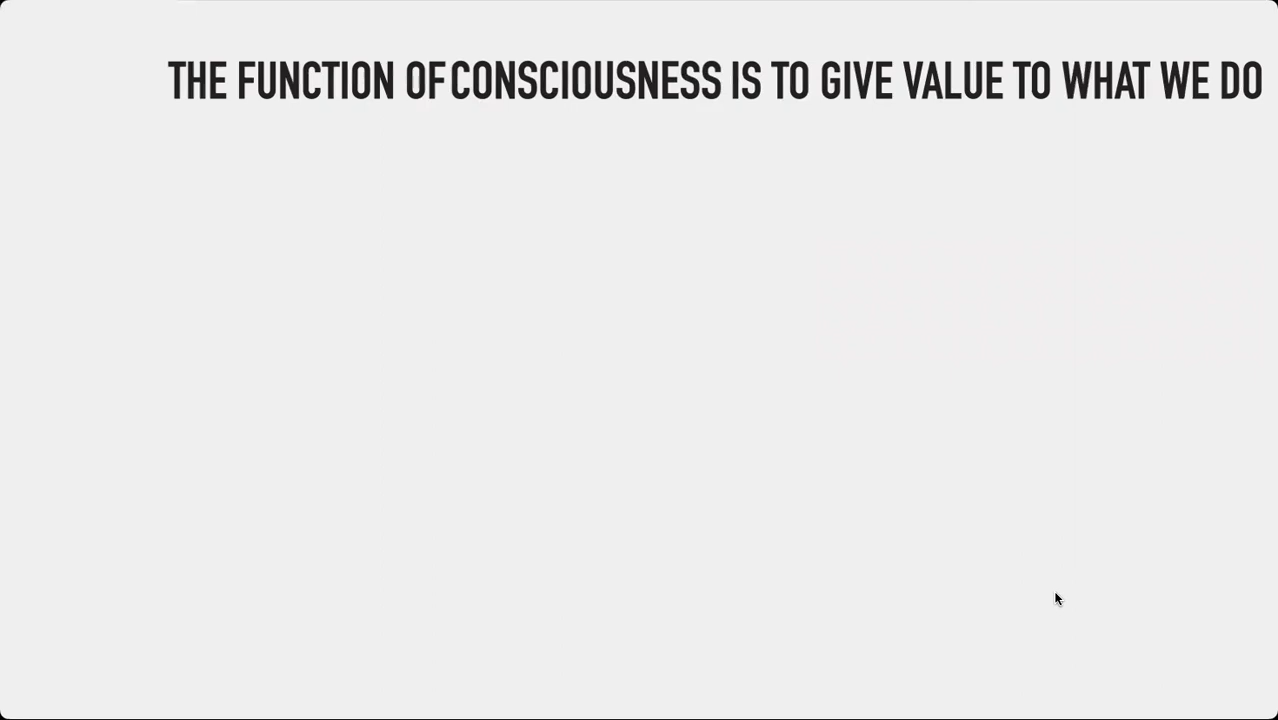 THE FUNCTION OF CONSCIOUSNESS IS TO GIVE VALUE TO WHAT WE DO